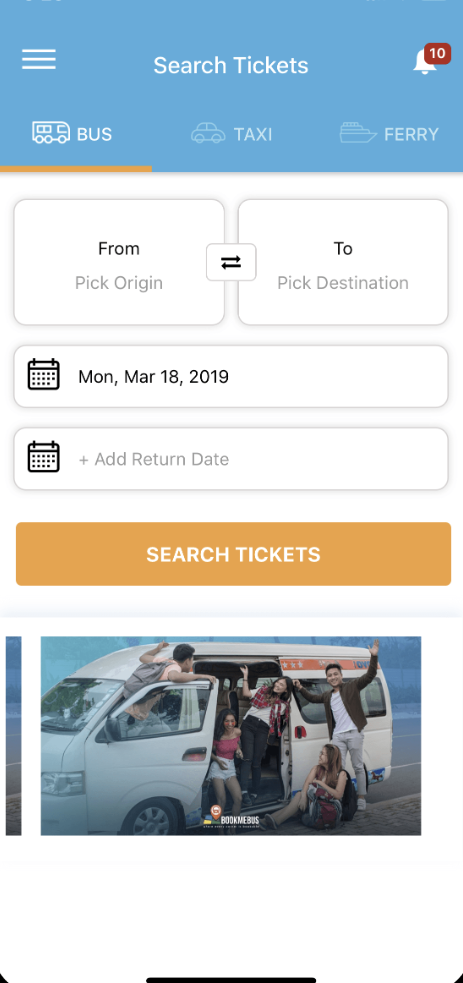 Search Tickets
10
BUS
TAXI
FERRY
From
Pick Origin
To
Pick Destination
Mon, Mar 18, 2019
+ Add Return Date
SEARCH TICKETS
BOOKMEBUS